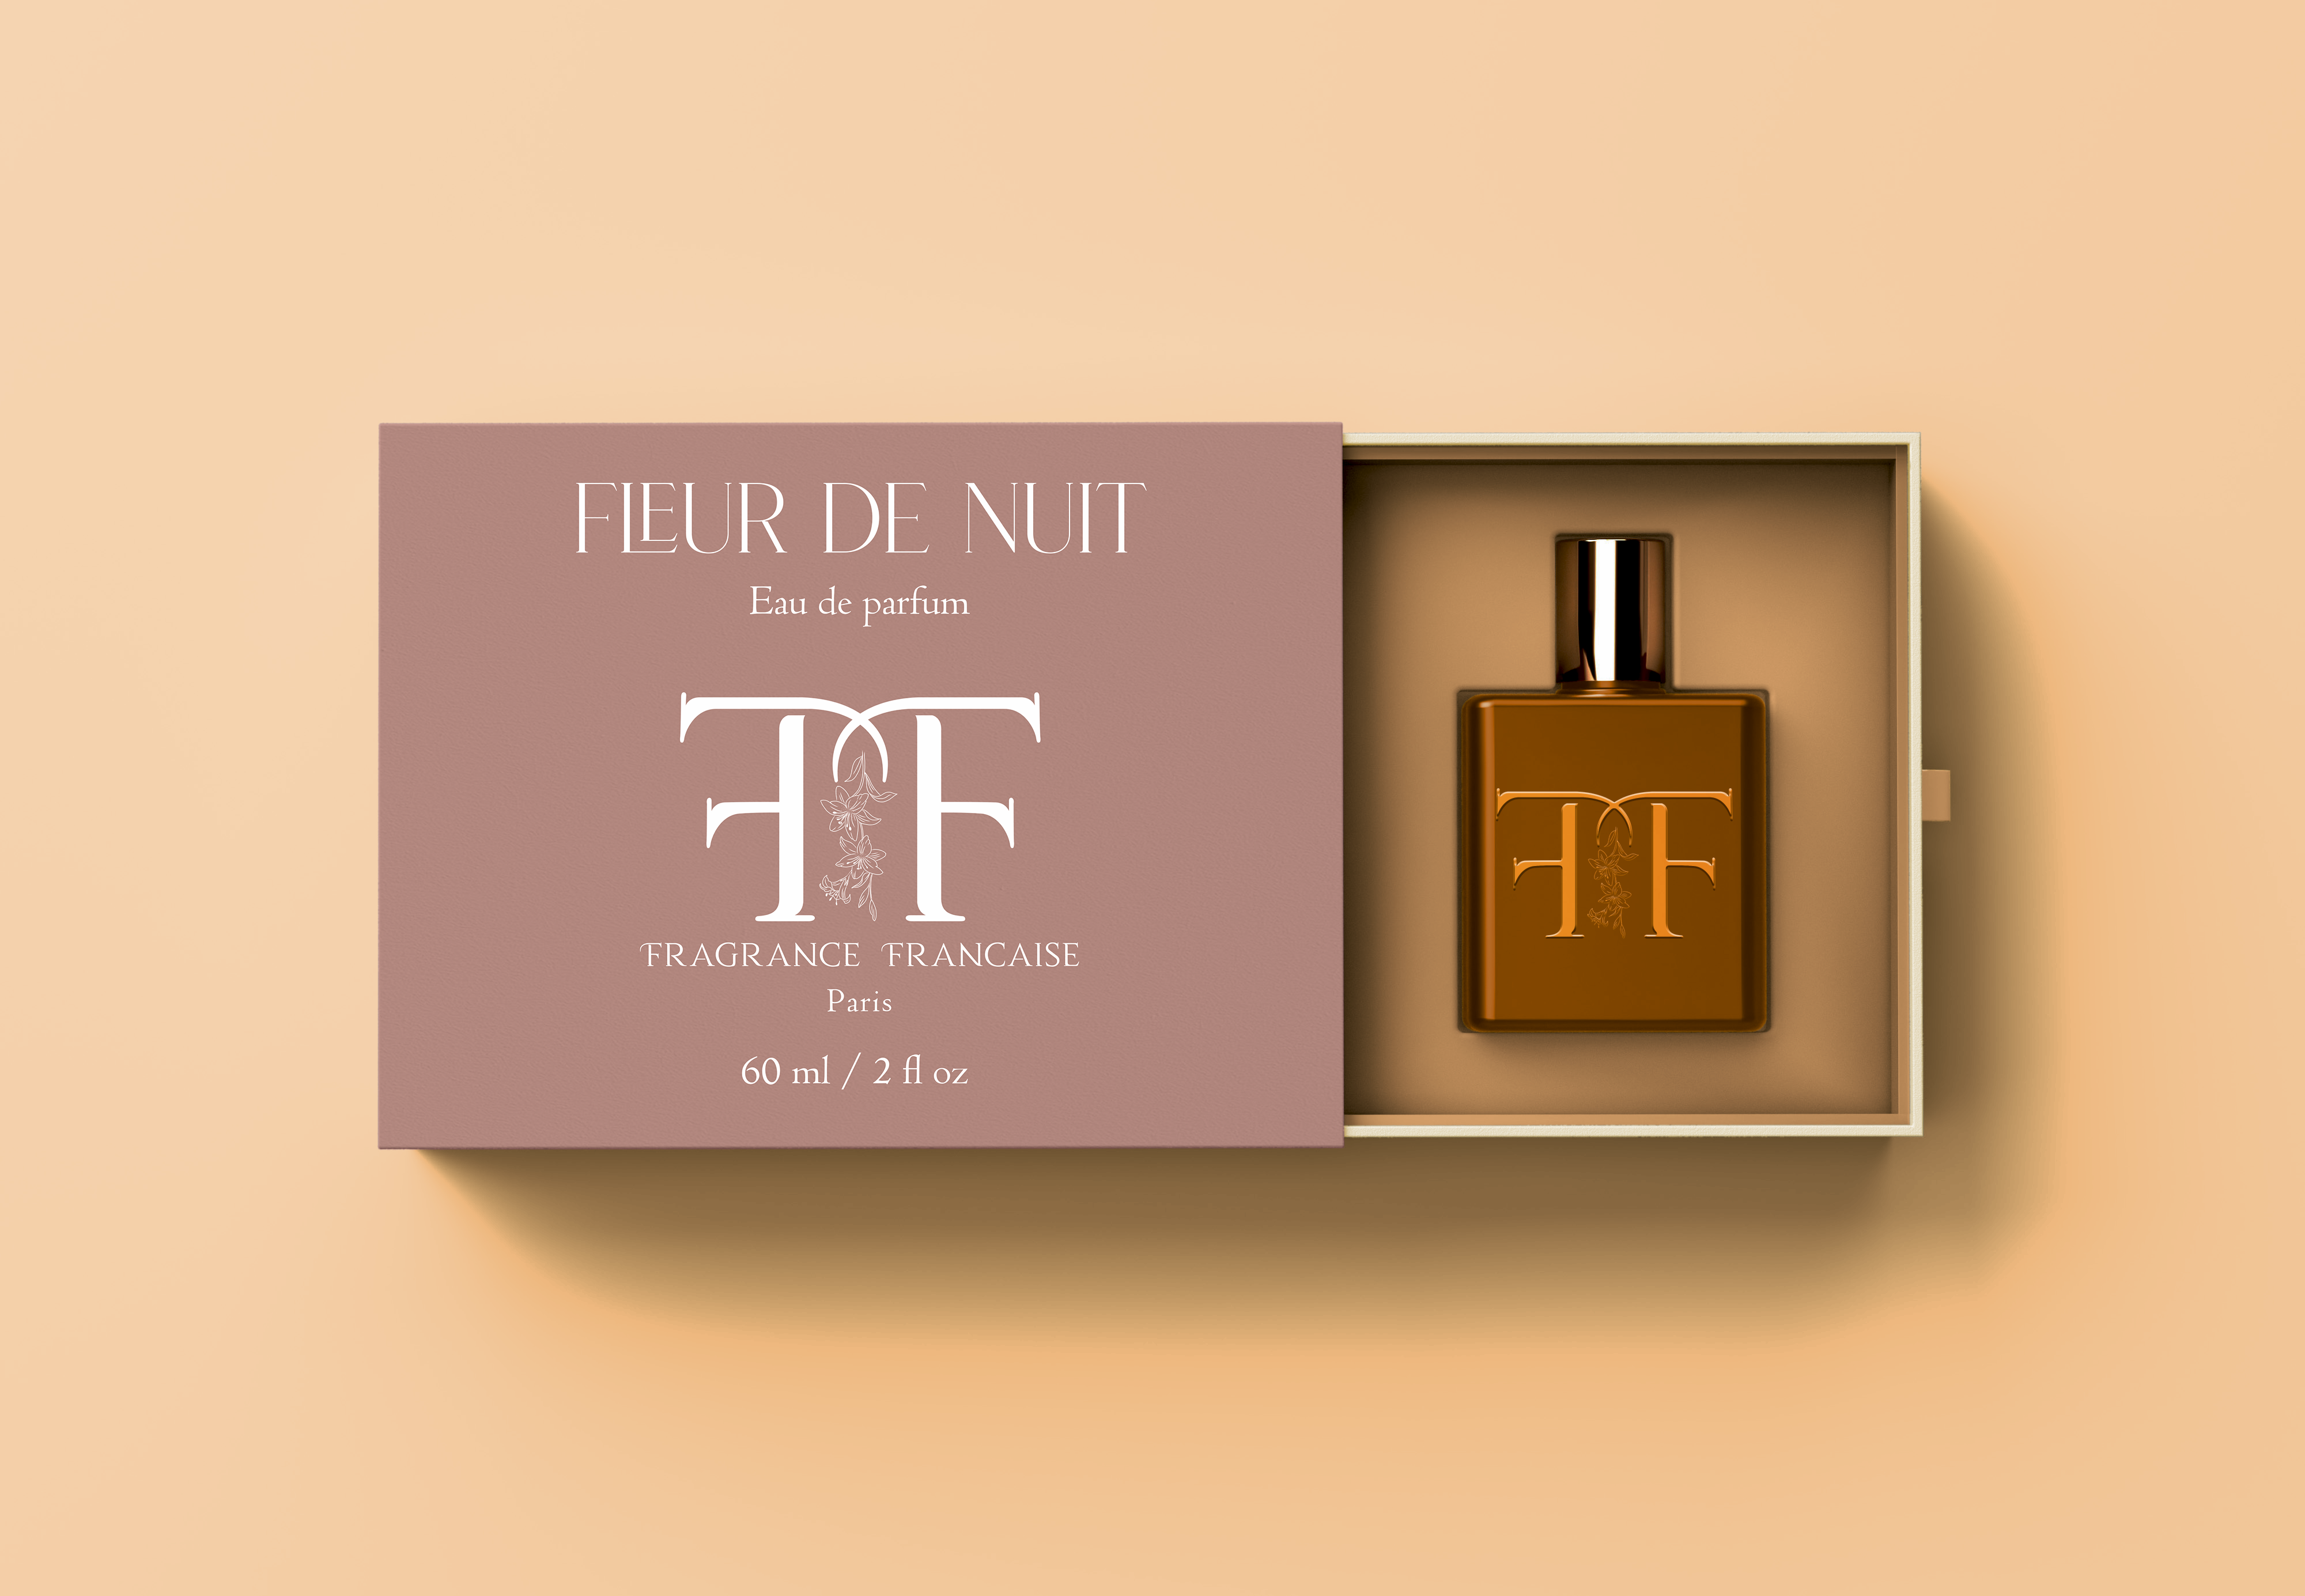 FLEUR DE NUIT
Eau de parfum
FF
FRAGRANCE FRANCAISE
Paris
60 ml / 2 fl oz
FF